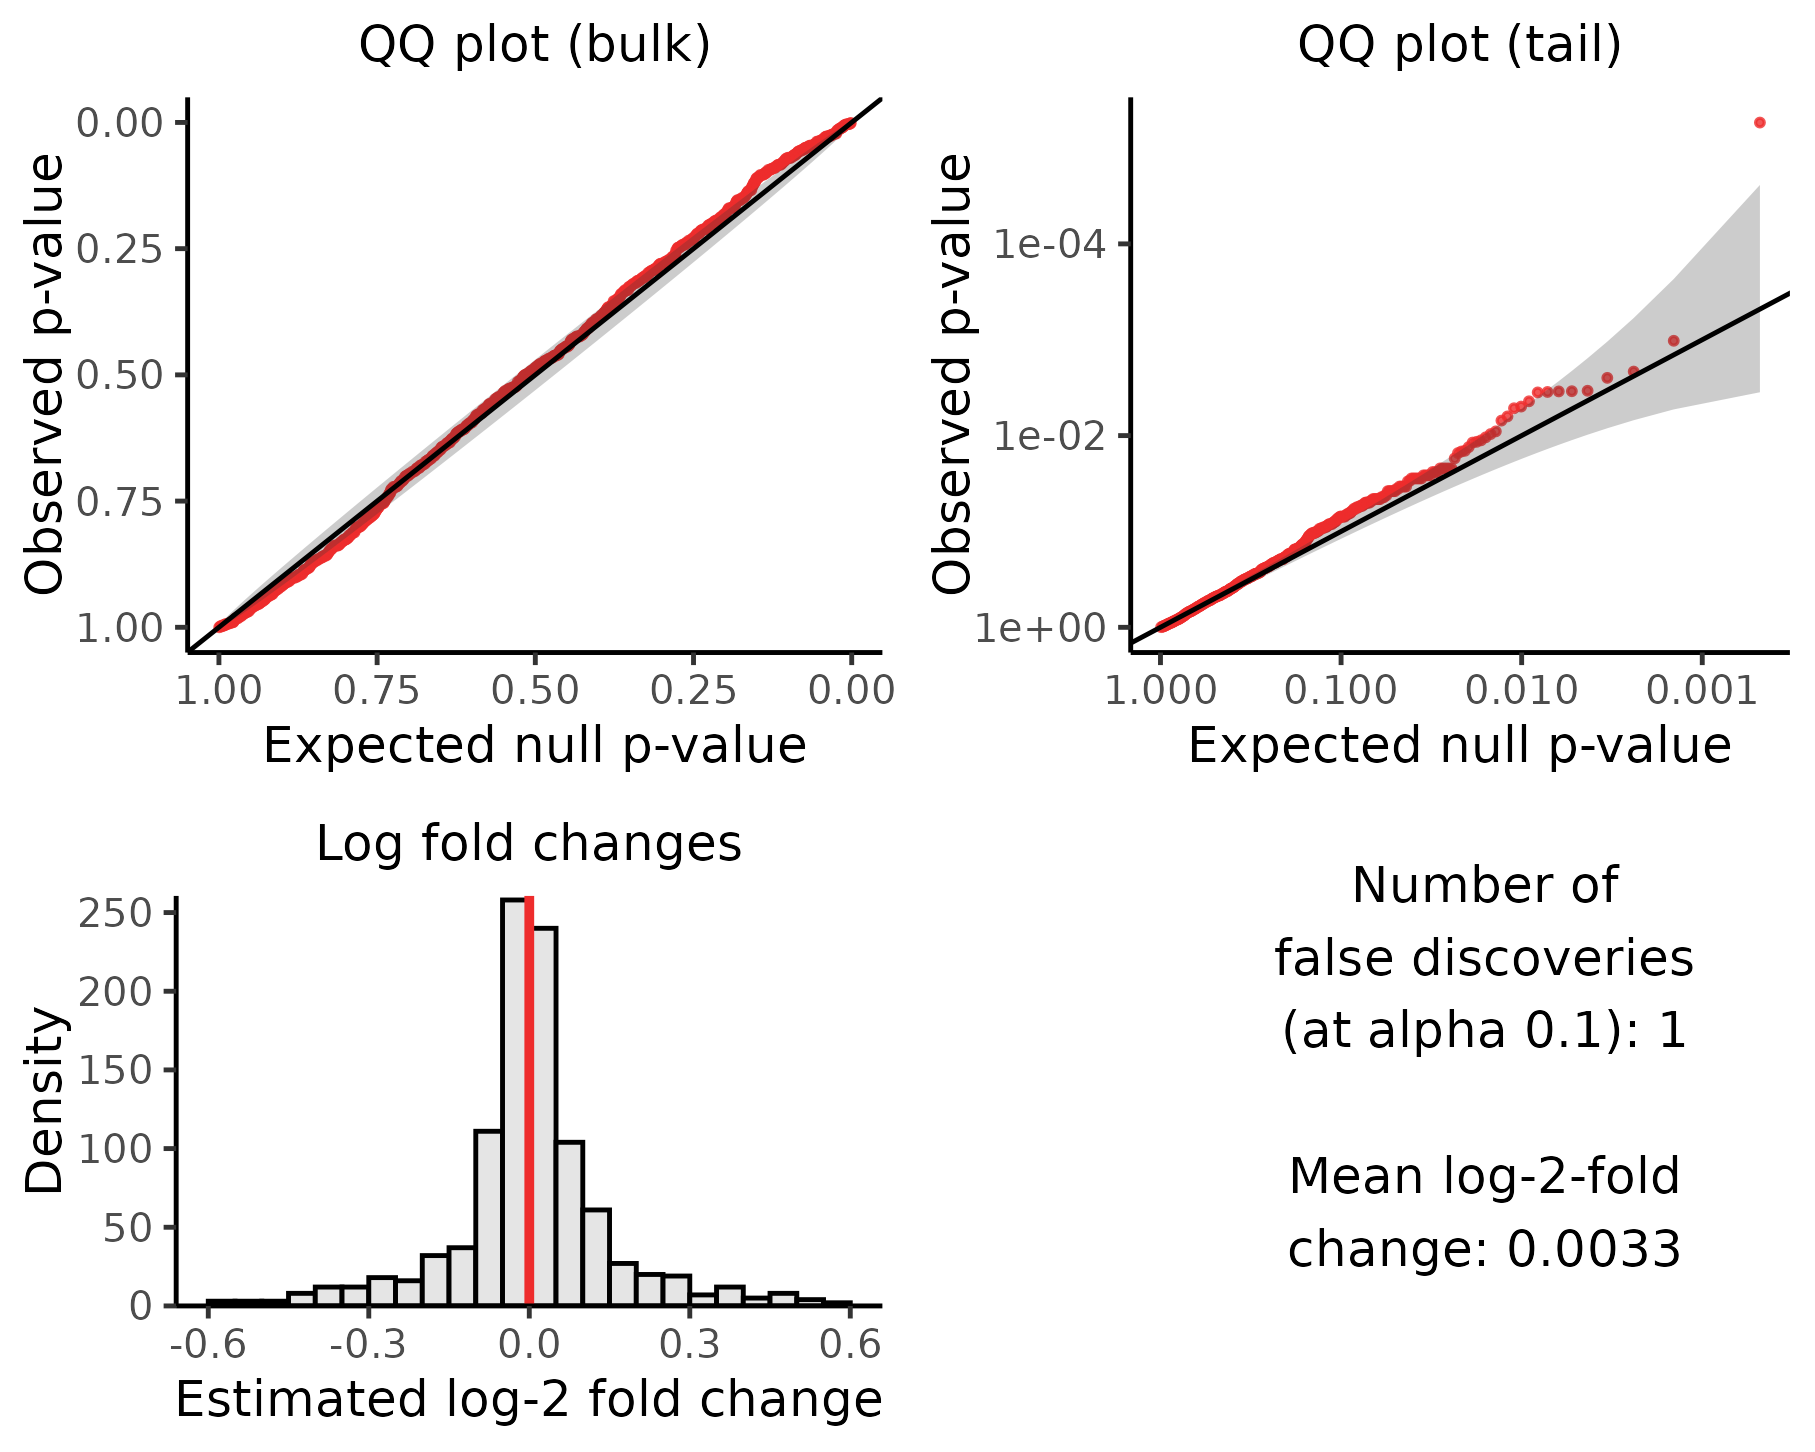 QQ plot (bulk)
Observed p-value
0.00
0.25
0.50
0.75
1.00
1.00 0.75 0.50 0.25 0.00
Expected null p-value
QQ plot (tail)
Observed p-value
1e-04
1e-02
1e+00
1.000 0.100 0.010 0.001
Expected null p-value
Log fold changes
Density
250
200
150
100
50
0
-0.6 -0.3 0.0 0.3 0.6
Estimated log-2 fold change
Number of
false discoveries
(at alpha 0.1): 1
Mean log-2-fold
change: 0.0033